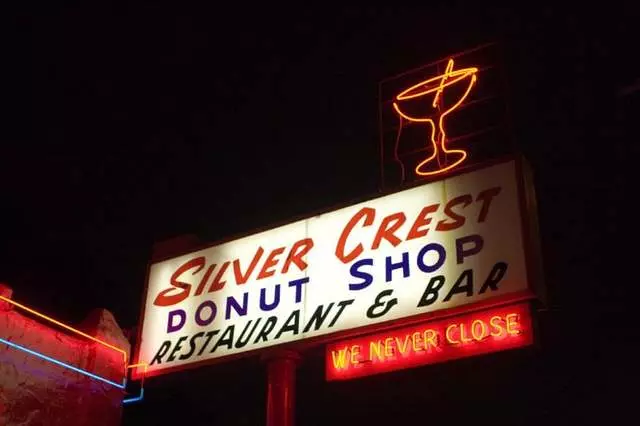 SILVER CREST
DONUT SHOP
RESTAURANT & BAR
WE NEVER CLOSE